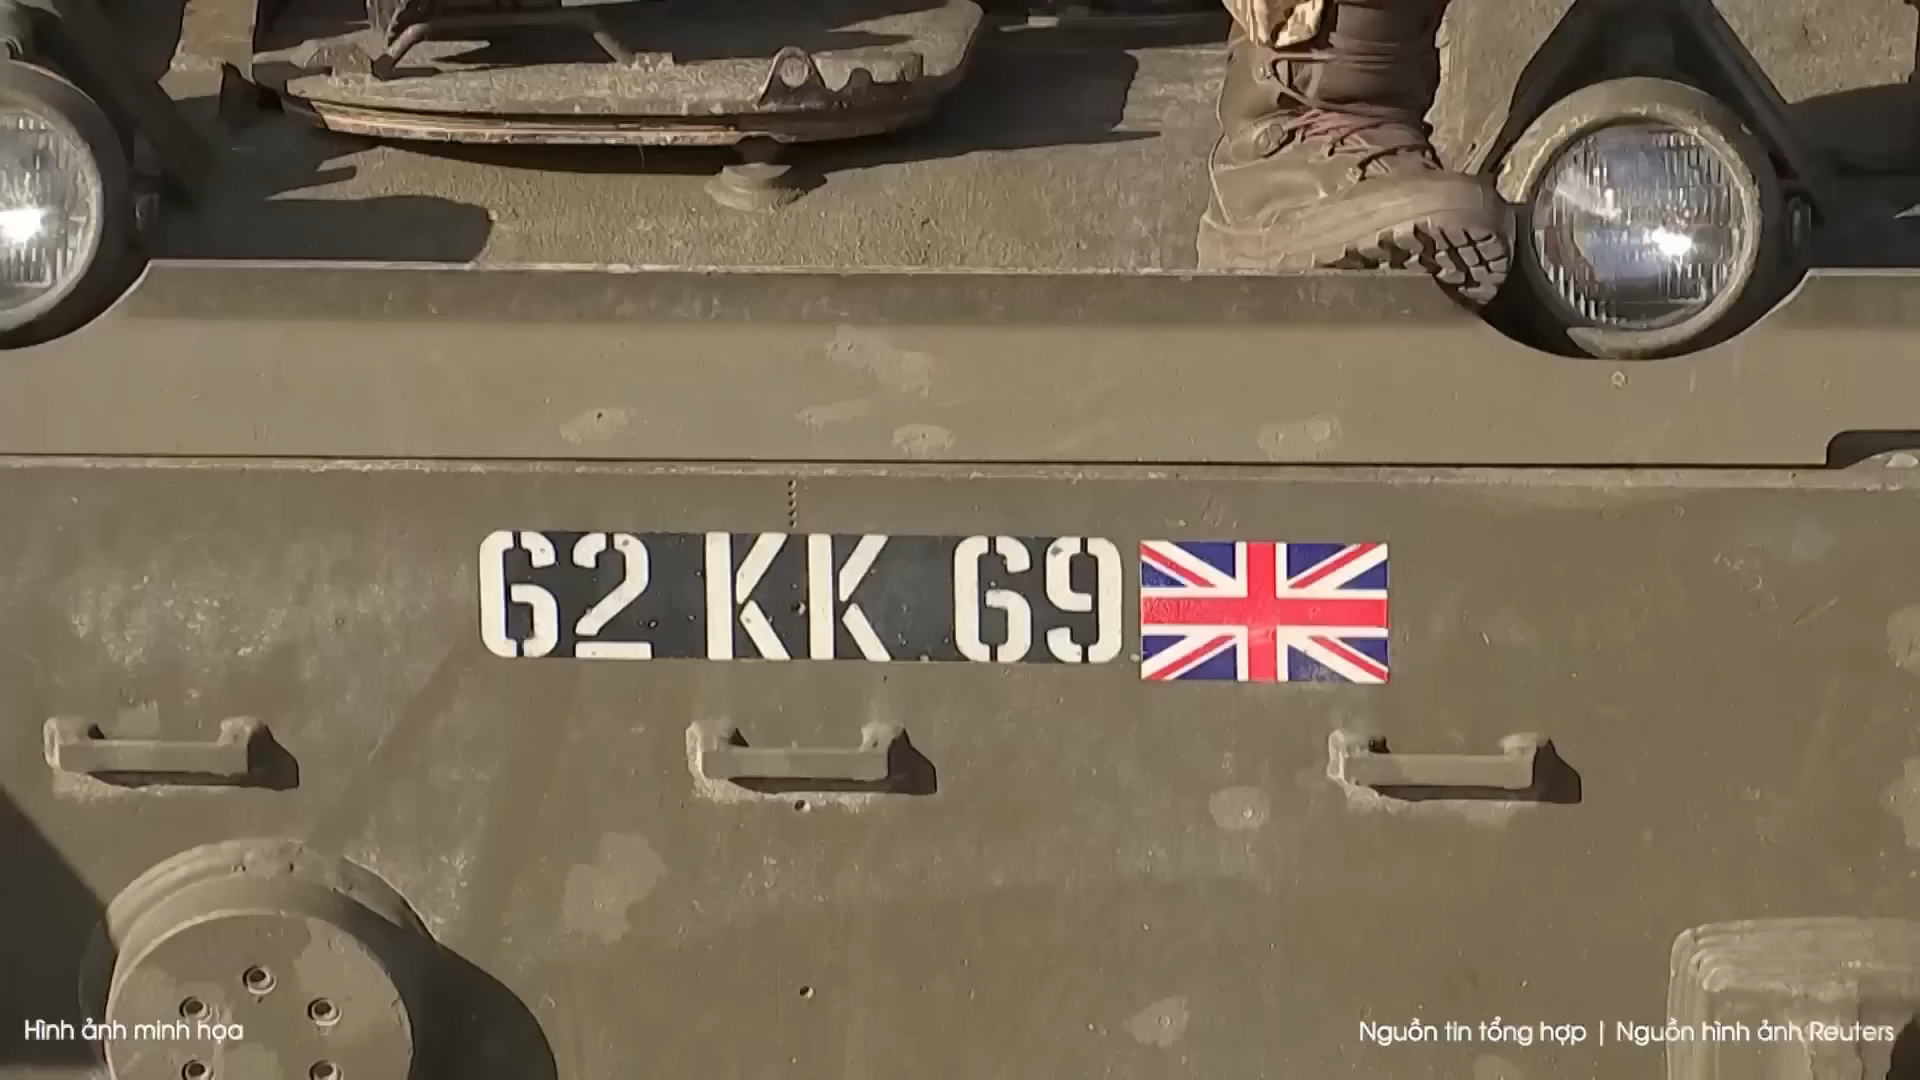 62 KK 69
Hình ảnh minh họa
Nguồn tin tổng hợp | Nguồn hình ảnh Reuters